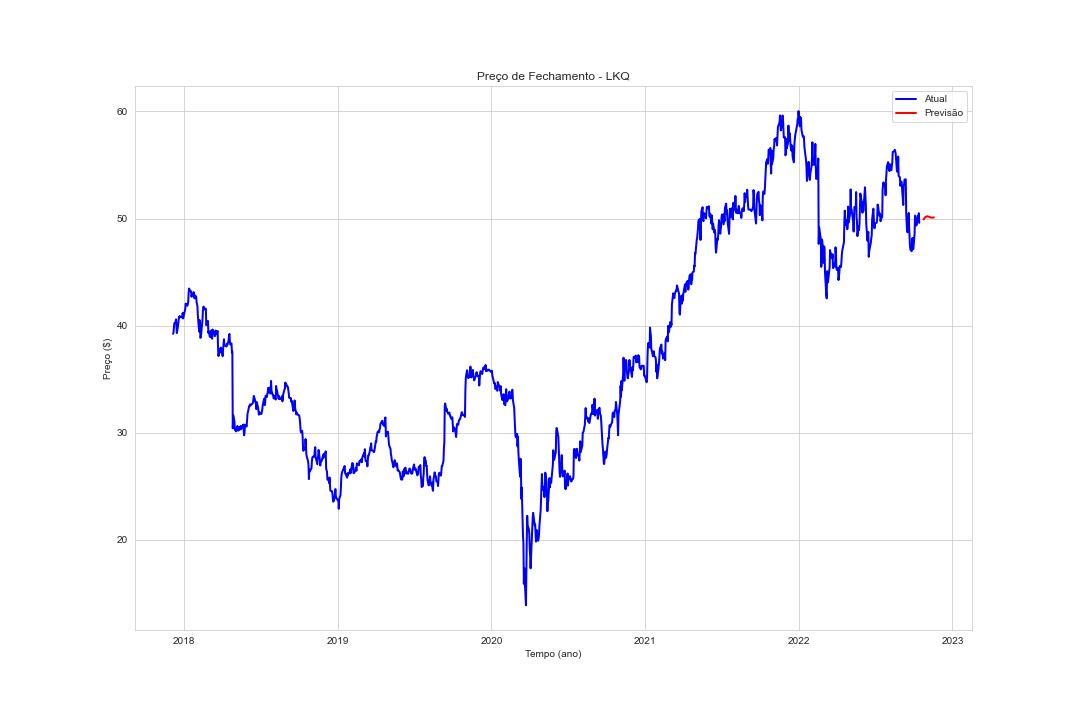 Preço de Fechamento - LKQ
Atual
Previsão
60
50
40
30
20
Preço ($)
2018
2019
2020
2021
2022
2023
Tempo (ano)